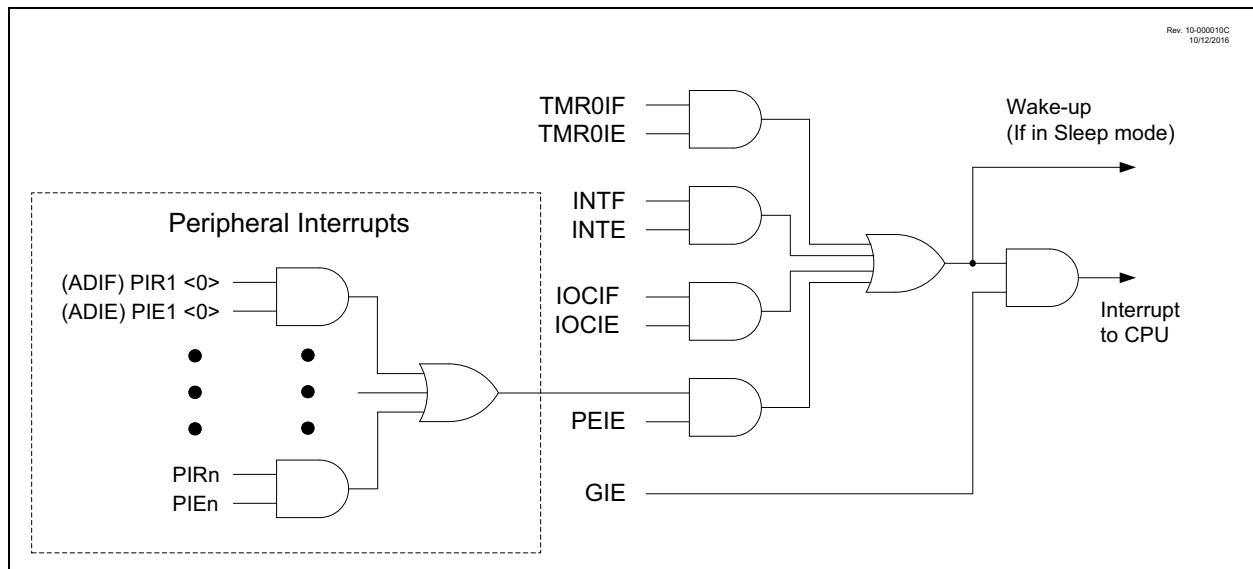 Rev. 10-000010C
10/12/2016
TMR0IF
TMR0IE
Wake-up
(If in Sleep mode)
INTF
INTE
Peripheral Interrupts
(ADIF) PIR1 <0>
(ADIE) PIE1 <0>
IOCIF
IOCIE
Interrupt
to CPU
PEIE
PIRn
PIEn
GIE